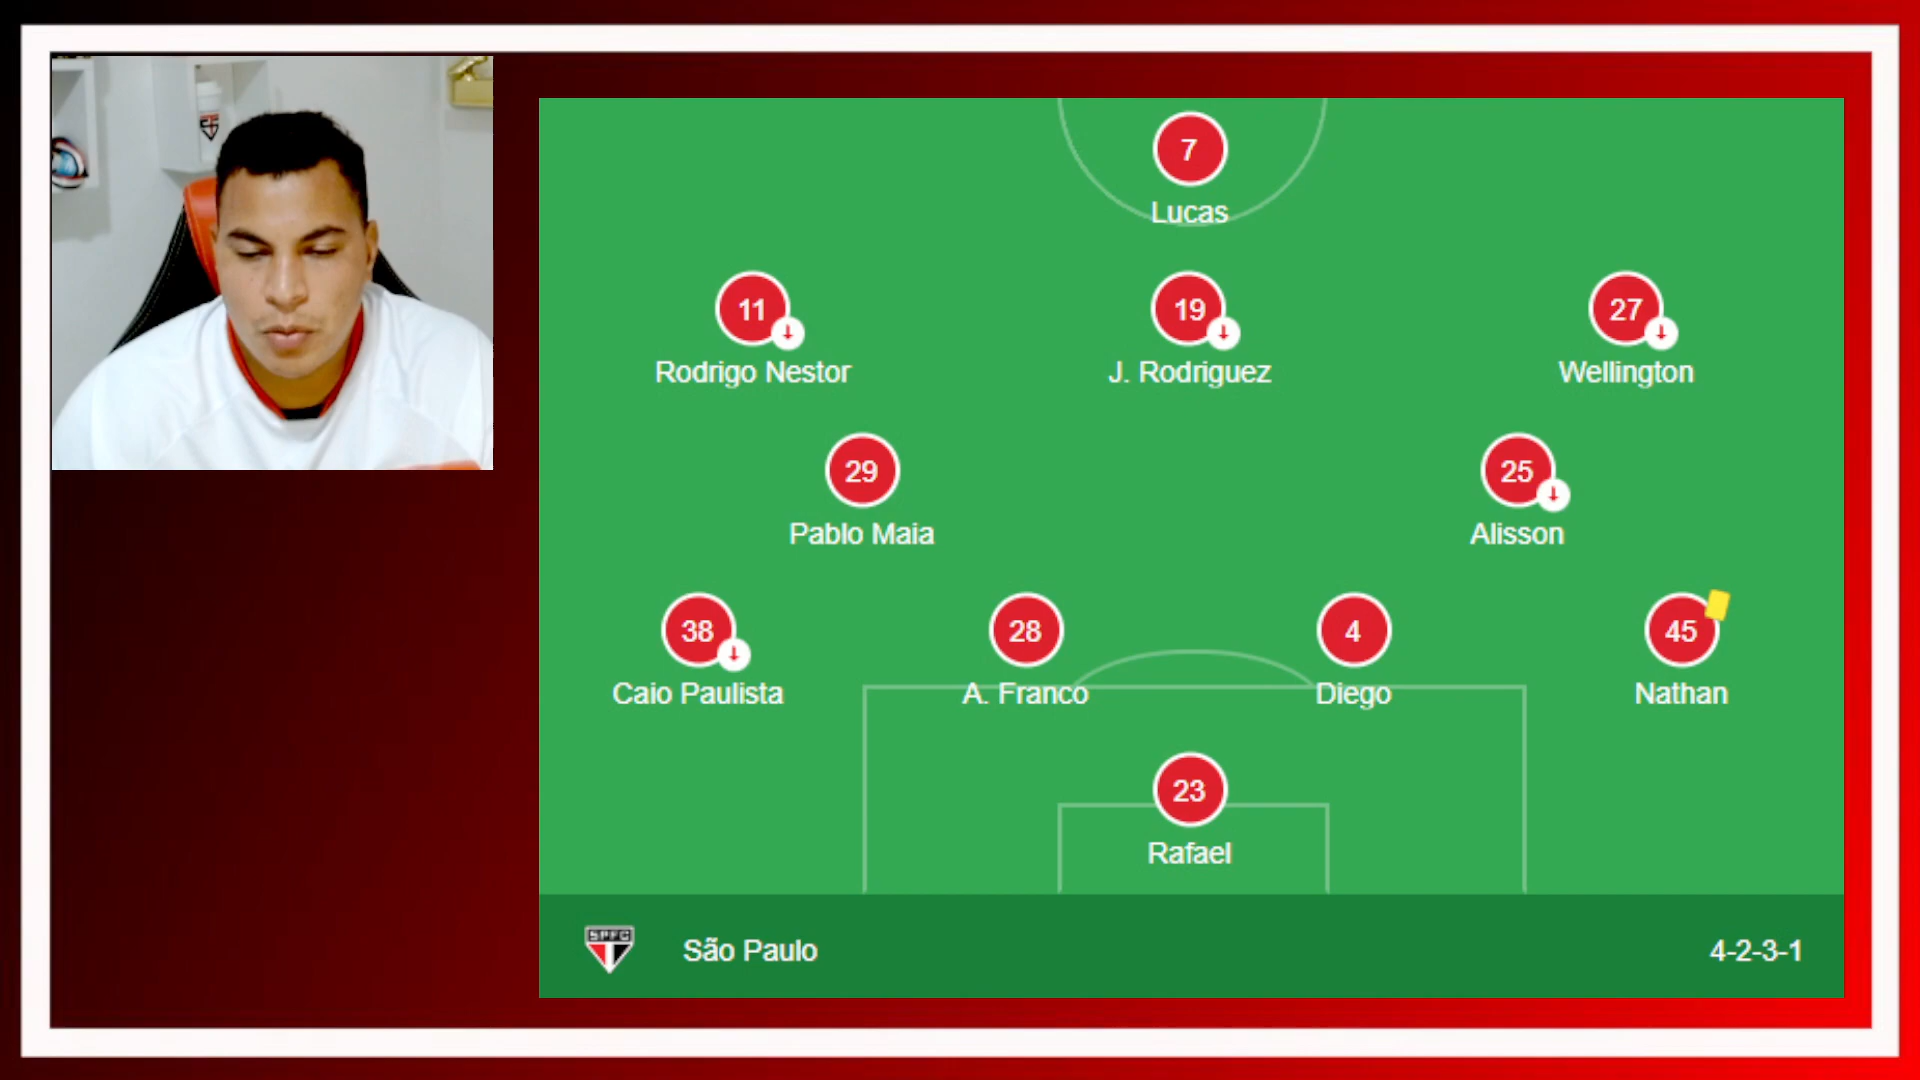 7
Lucas
11
19
27
Rodrigo Nestor
J. Rodriguez
Wellington
29
25
Pablo Maia
Alisson
38
28
4
45
Caio Paulista
A. Franco
Diego
Nathan
23
Rafael
SPFC
São Paulo
4-2-3-1